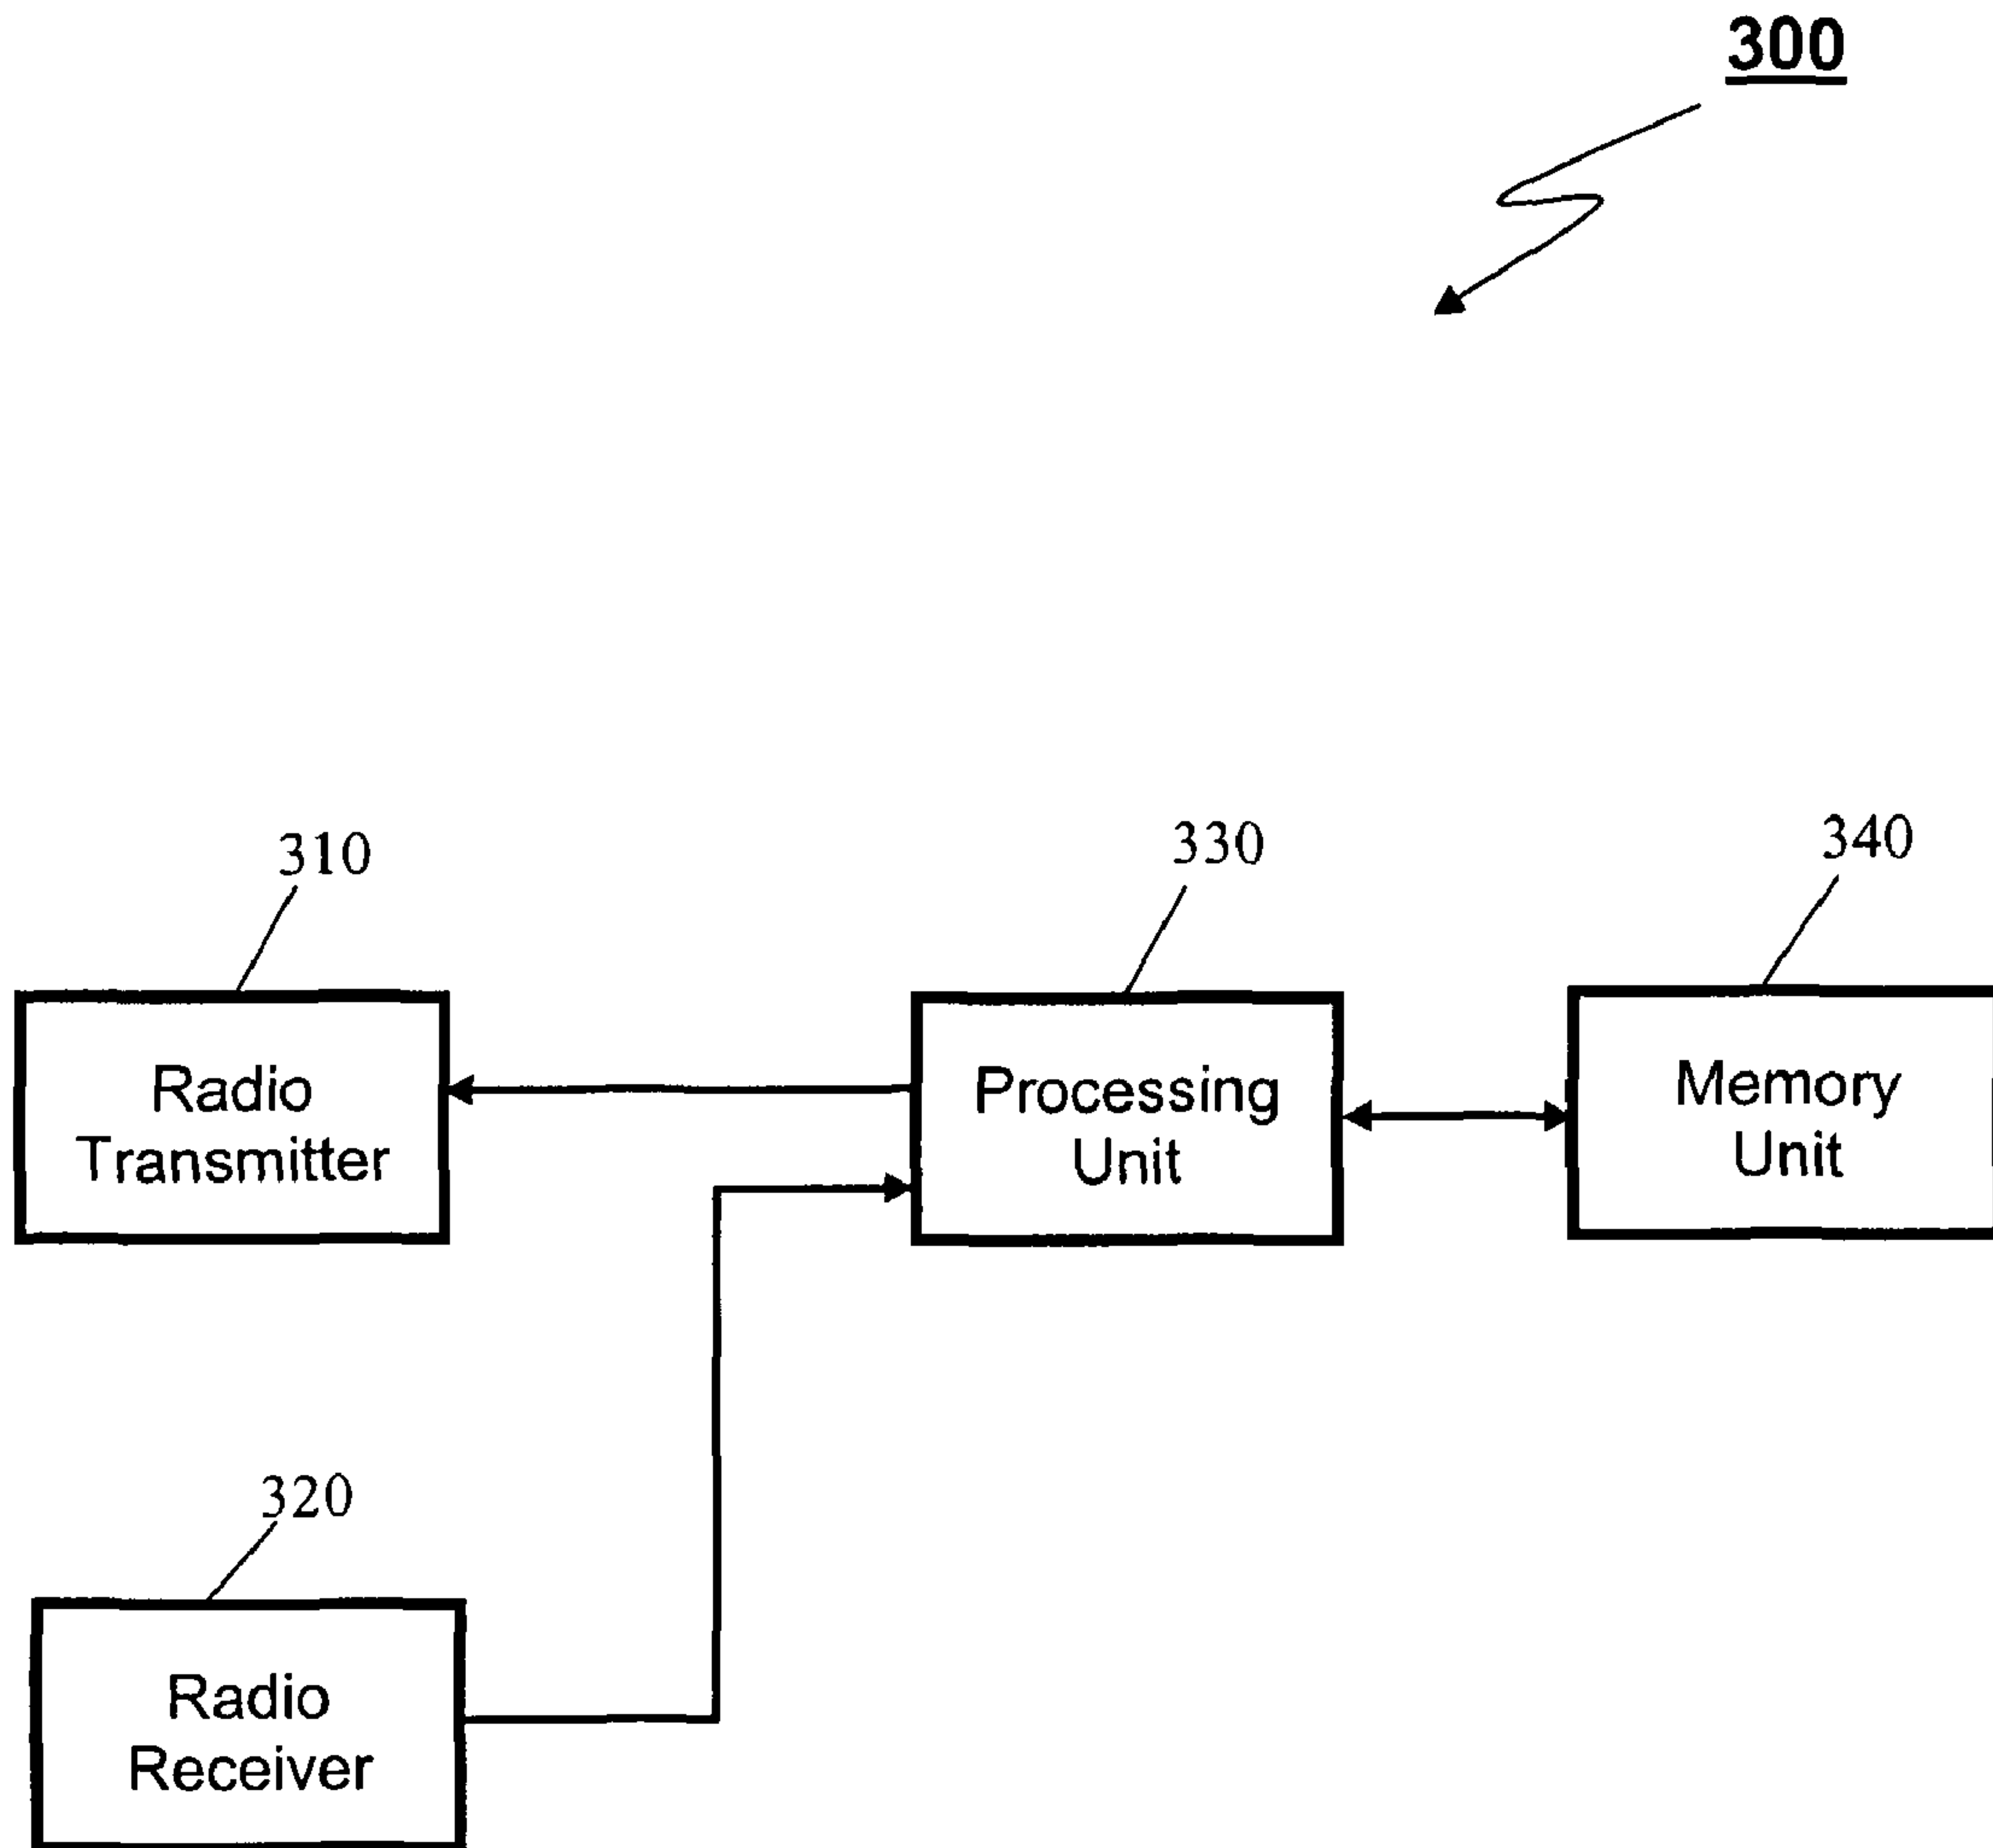 300
310
330
340
Radio
Transmitter
Processing
Unit
Memory
Unit
320
Radio
Receiver